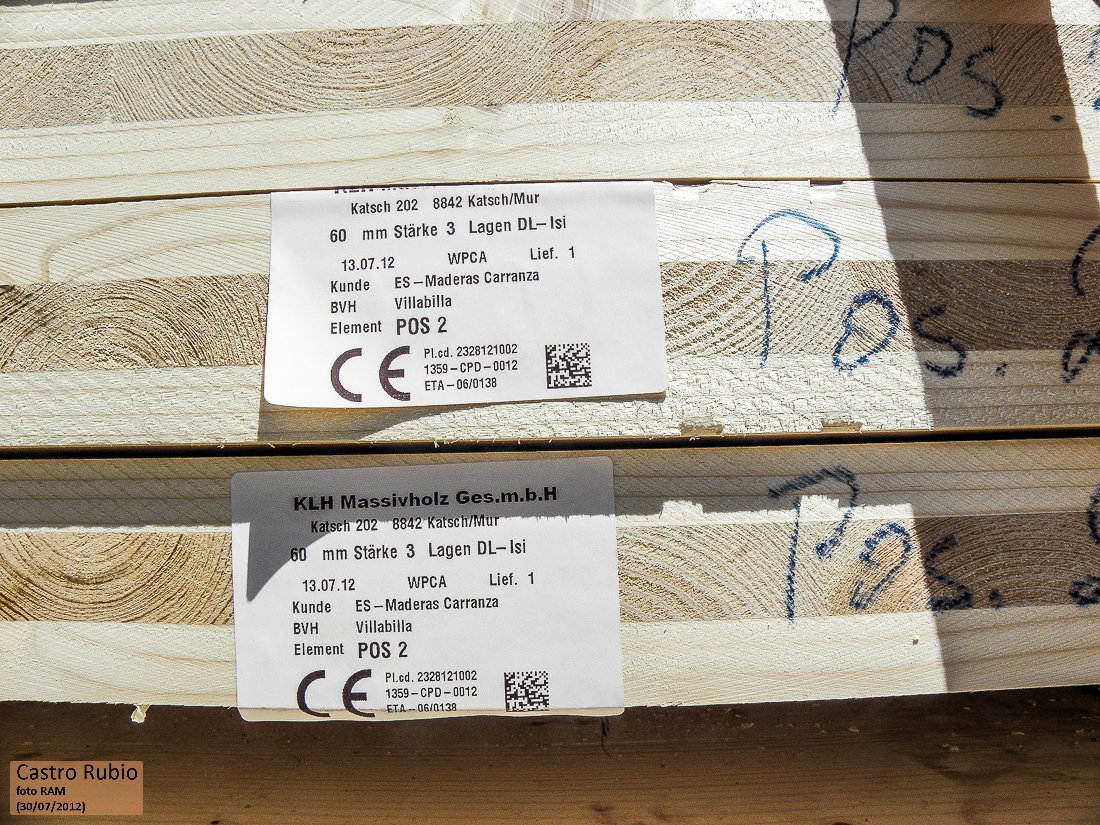 Pos.
Katsch 202 8842 Katsch/Mur
60 mm Stärke 3 Lagen DL-Isi
13.07.12 WPCA Lief. 1
Kunde ES-Maderas Carranza
BVH Villabilla
Element POS 2
CE Pl.cd. 2328121002
1359-CPD-0012
ETA-06/0138
Pos.
KLH Massivholz Ges.m.b.H
Katsch 202 8842 Katsch/Mur
60 mm Stärke 3 Lagen DL-Isi
13.07.12 WPCA Lief. 1
Kunde ES-Maderas Carranza
BVH Villabilla
Element POS 2
CE Pl.cd. 2328121002
1359-CPD-0012
ETA-06/0138
Pos.
Castro Rubio
foto RAM
(30/07/2012)